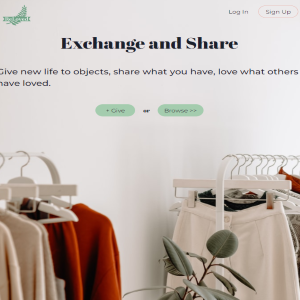 Log In
Sign Up
Exchange and Share
Give new life to objects, share what you have, love what others
have loved.
+ Give
or
Browse >>